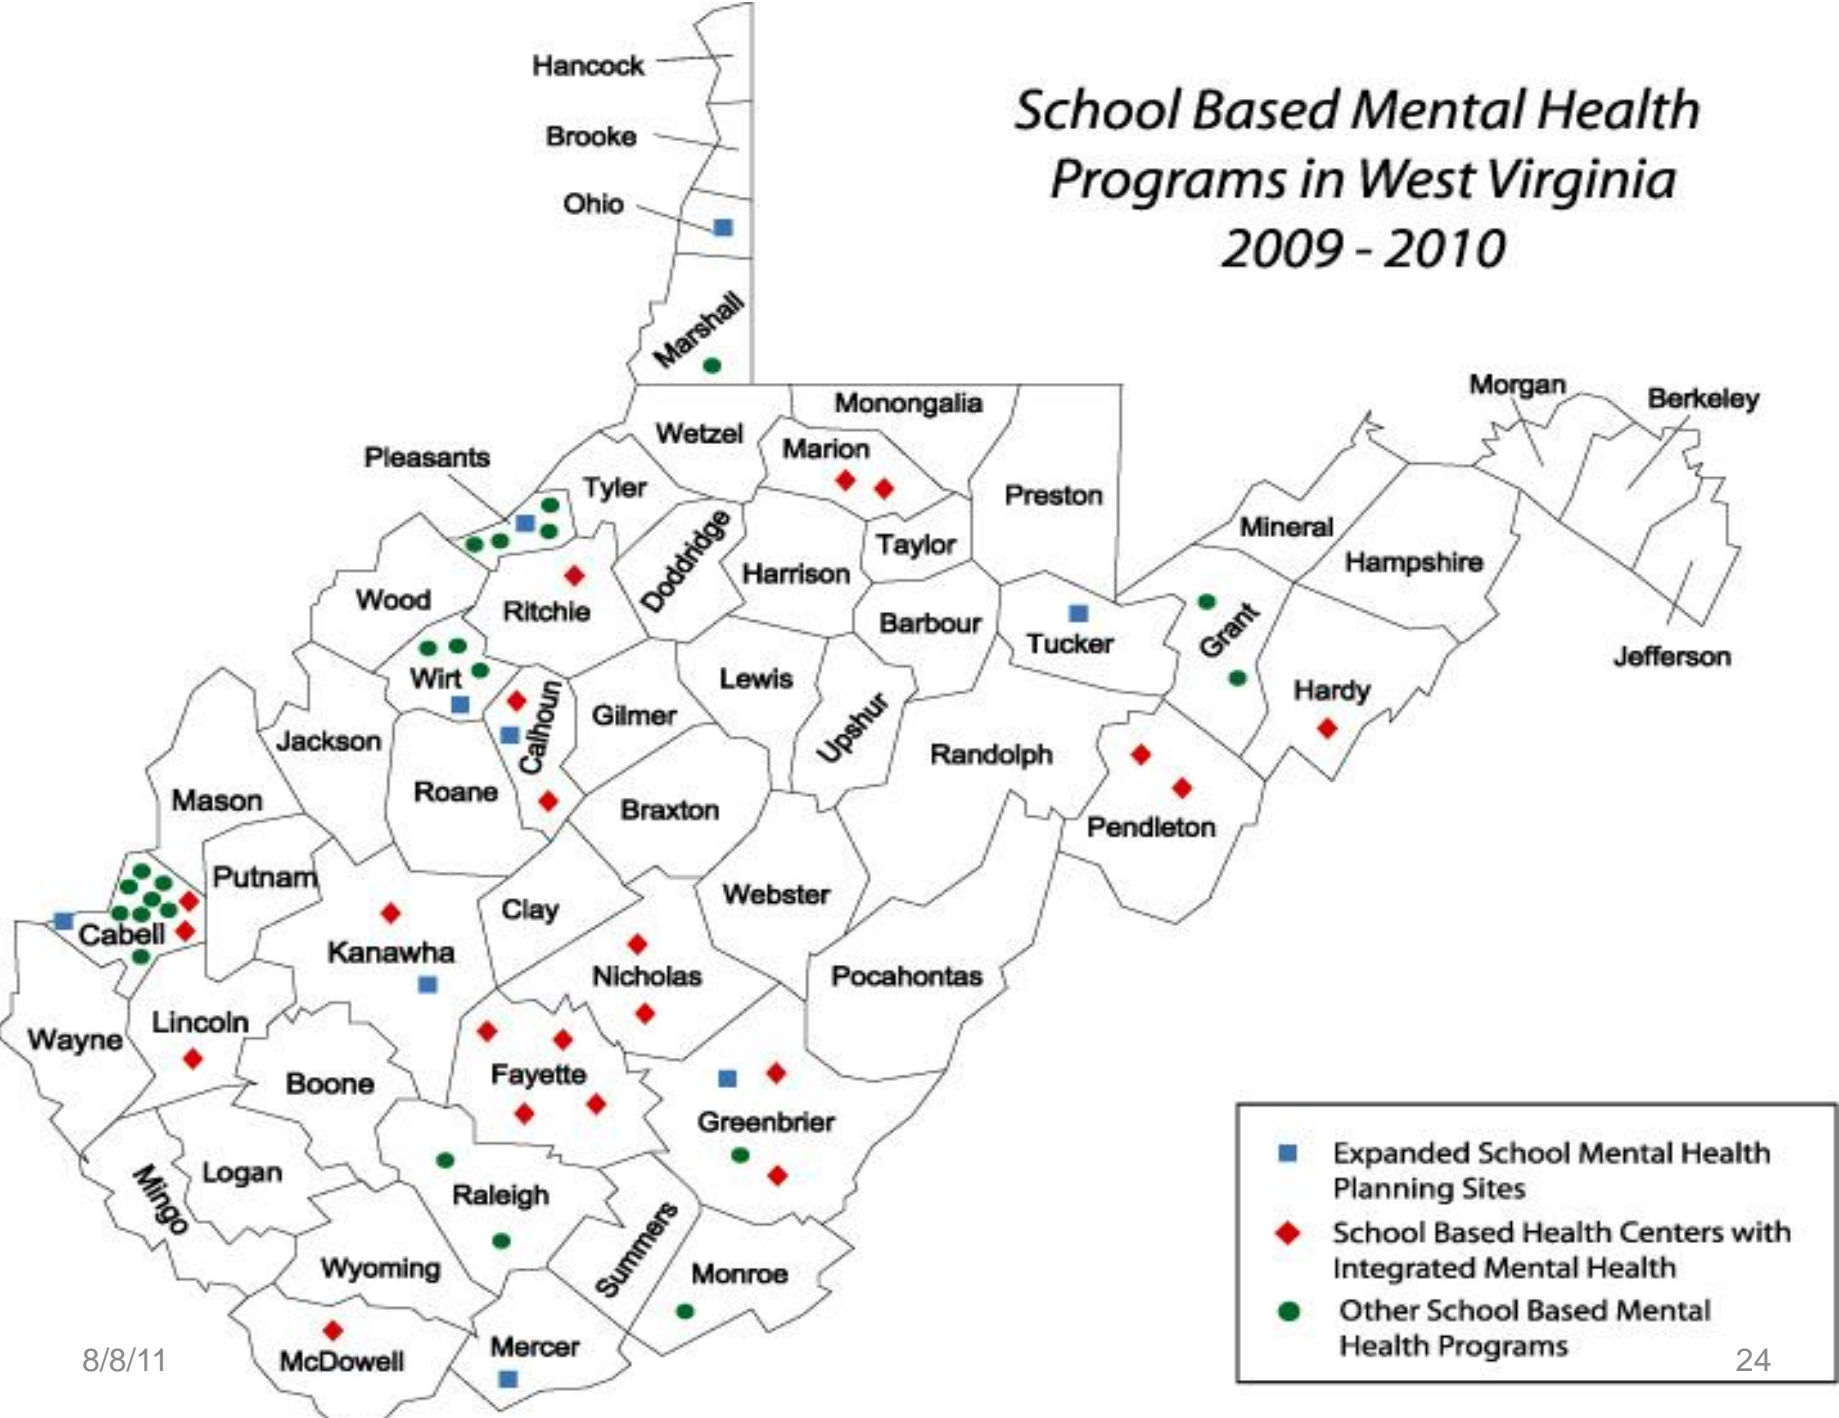 School Based Mental Health
Programs in West Virginia
2009 - 2010
Hancock
Brooke
Ohio
Marshall
Morgan
Berkeley
Monongalia
Wetzel
Marion
Pleasants
Tyler
Preston
Mineral
Doddridge
Taylor
Hampshire
Harrison
Wood
Ritchie
Barbour
Tucker
Grant
Jefferson
Wirt
Lewis
Hardy
Calhoun
Gilmer
Upshur
Jackson
Randolph
Roane
Mason
Braxton
Pendleton
Putnam
Webster
Clay
Cabell
Kanawha
Nicholas
Pocahontas
Lincoln
Wayne
Fayette
Boone
Greenbrier
Logan
Mingo
Raleigh
Summers
Wyoming
Monroe
Mercer
McDowell
Expanded School Mental Health
Planning Sites
School Based Health Centers with
Integrated Mental Health
Other School Based Mental
Health Programs
8/8/11
24